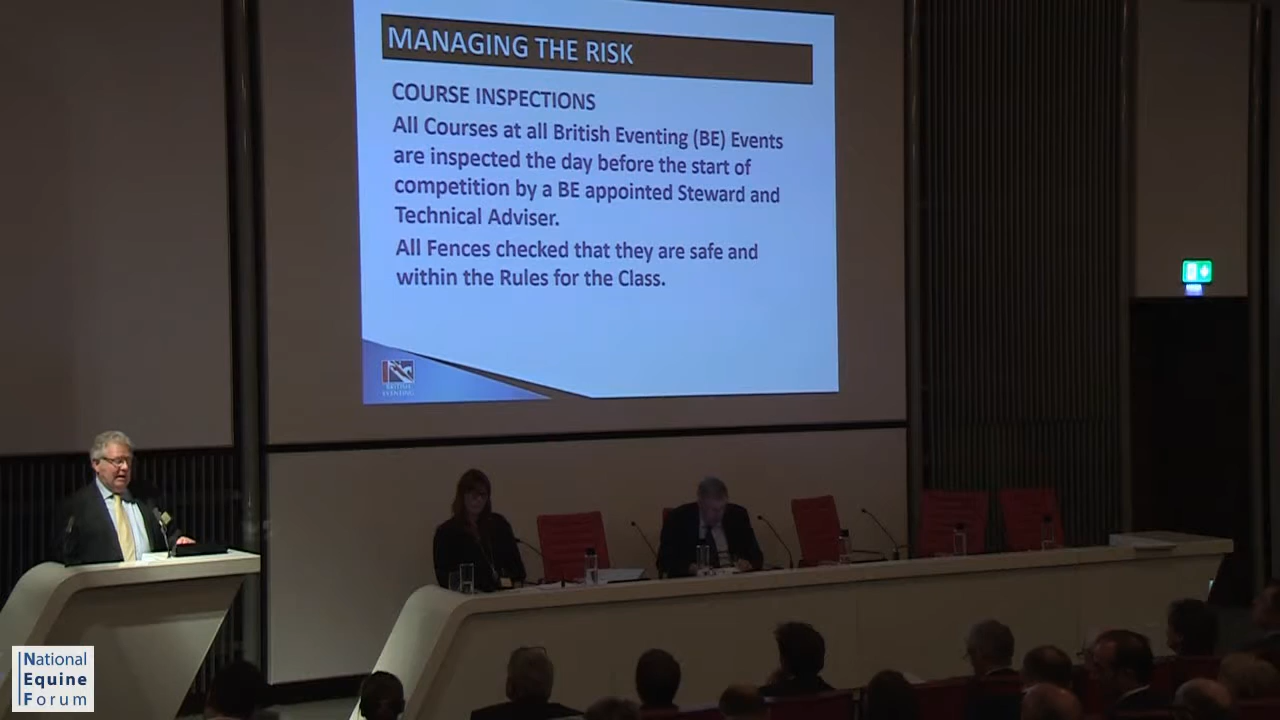 MANAGING THE RISK
COURSE INSPECTIONS
All Courses at all British Eventing (BE) Events
are inspected the day before the start of
competition by a BE appointed Steward and
Technical Adviser.
All Fences checked that they are safe and
within the Rules for the Class.
BRITISH
EVENTING
National
Equine
Forum